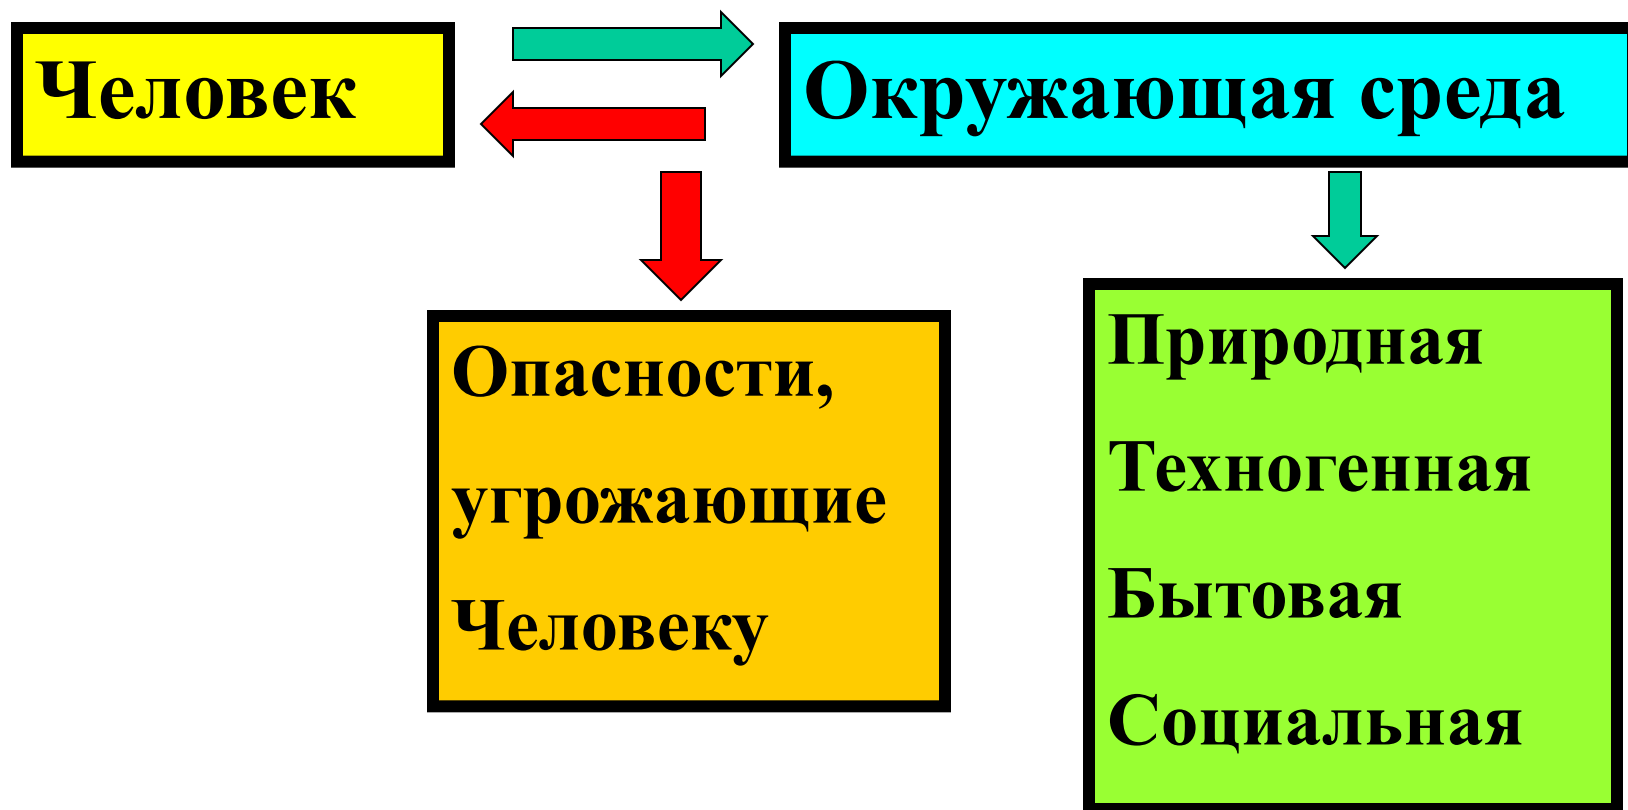 Человек
Окружающая среда
Опасности,
угрожающие
Человеку
Природная
Техногенная
Бытовая
Социальная